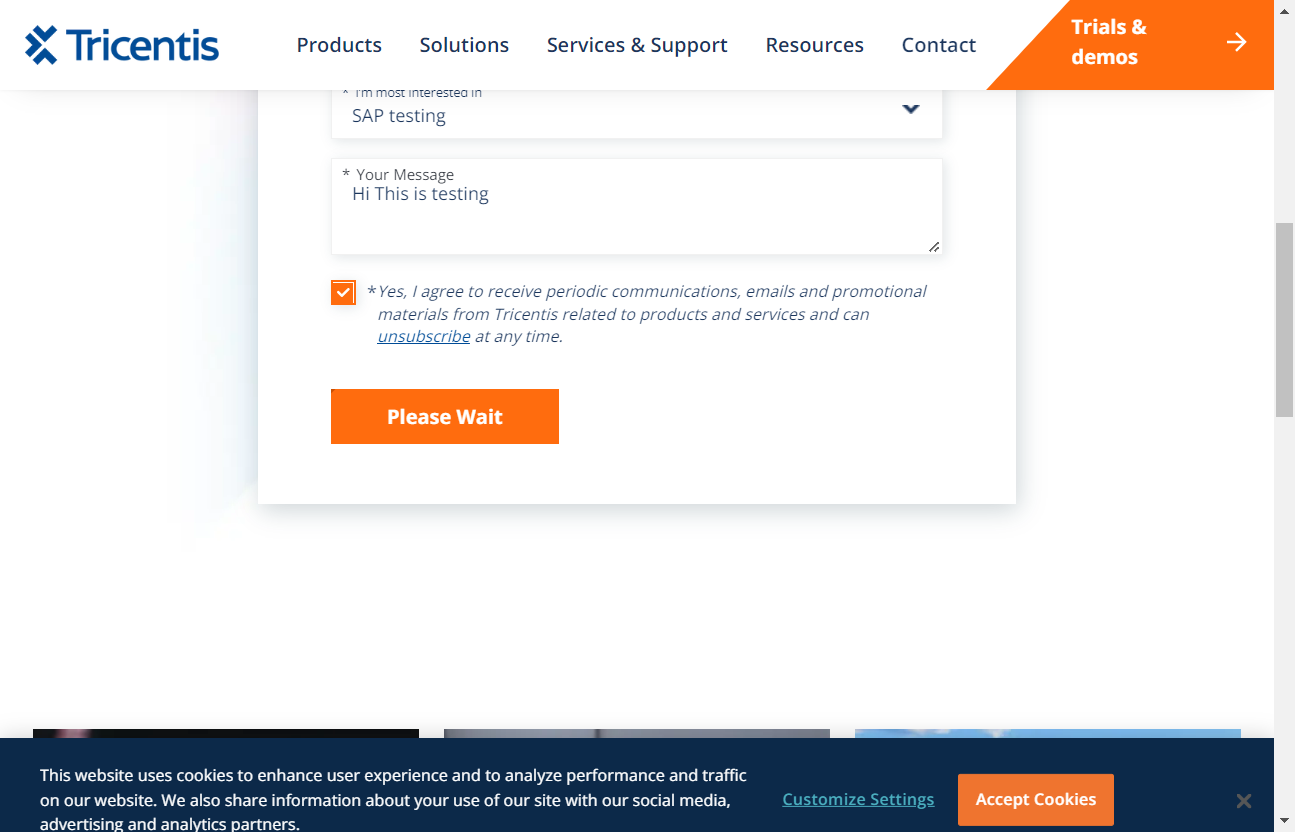 Tricentis
Products Solutions Services & Support Resources Contact
Trials &
demos
* I'm most interested in
SAP testing
* Your Message
Hi This is testing
* Yes, I agree to receive periodic communications, emails and promotional
materials from Tricentis related to products and services and can
unsubscribe at any time.
Please Wait
This website uses cookies to enhance user experience and to analyze performance and traffic
on our website. We also share information about your use of our site with our social media,
advertising and analytics partners.
Customize Settings
Accept Cookies